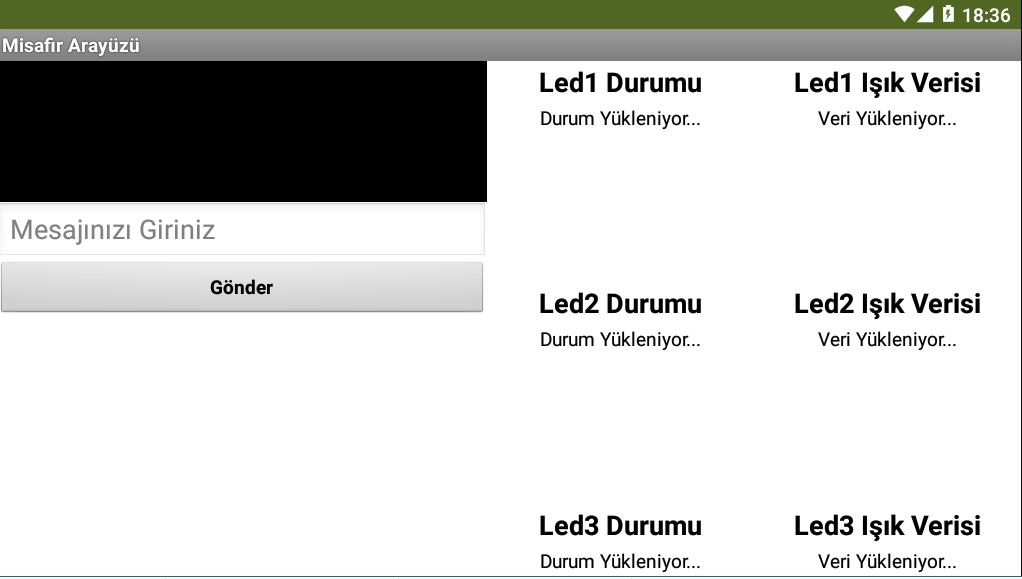 18:36
Misafir Arayüzü
Mesajınızı Giriniz
Gönder
Led1 Durumu Led1 Işık Verisi
Durum Yükleniyor... Veri Yükleniyor...
Led2 Durumu Led2 Işık Verisi
Durum Yükleniyor... Veri Yükleniyor...
Led3 Durumu Led3 Işık Verisi
Durum Yükleniyor... Veri Yükleniyor...